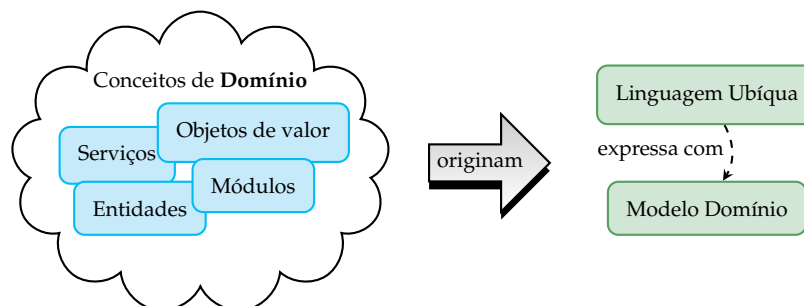 Conceitos de Domínio
Serviços
Objetos de valor
Entidades
Módulos
originam
Linguagem Ubíqua
expressa com
Modelo Domínio